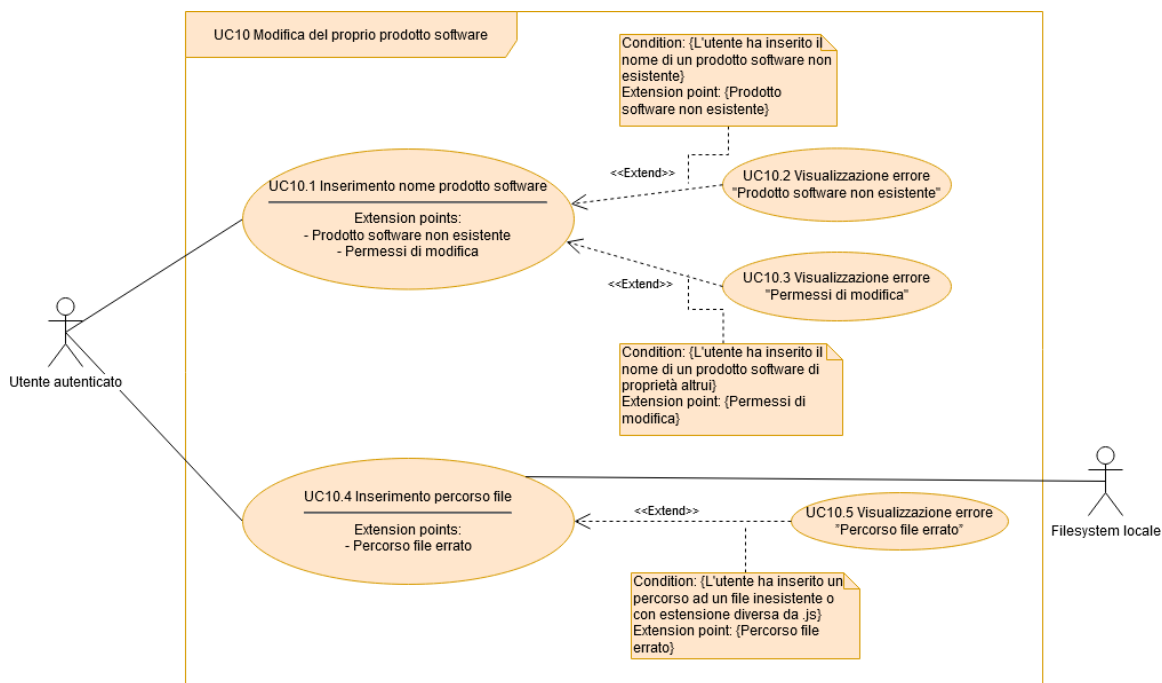 UC10 Modifica del proprio prodotto software
Condition: {L'utente ha inserito il
nome di un prodotto software non
esistente}
Extension point: {Prodotto
software non esistente}
UC10.1 Inserimento nome prodotto software
Extension points:
- Prodotto software non esistente
- Permessi di modifica
<<Extend>>
UC10.2 Visualizzazione errore
"Prodotto software non esistente"
<<Extend>>
UC10.3 Visualizzazione errore
"Permessi di modifica"
Utente autenticato
Condition: {L'utente ha inserito il
nome di un prodotto software di
proprietà altrui}
Extension point: {Permessi di
modifica}
UC10.4 Inserimento percorso file
Extension points:
- Percorso file errato
<<Extend>>
UC10.5 Visualizzazione errore
"Percorso file errato"
Filesystem locale
Condition: {L'utente ha inserito un
percorso ad un file inesistente o
con estensione diversa da .js}
Extension point: {Percorso file
errato}